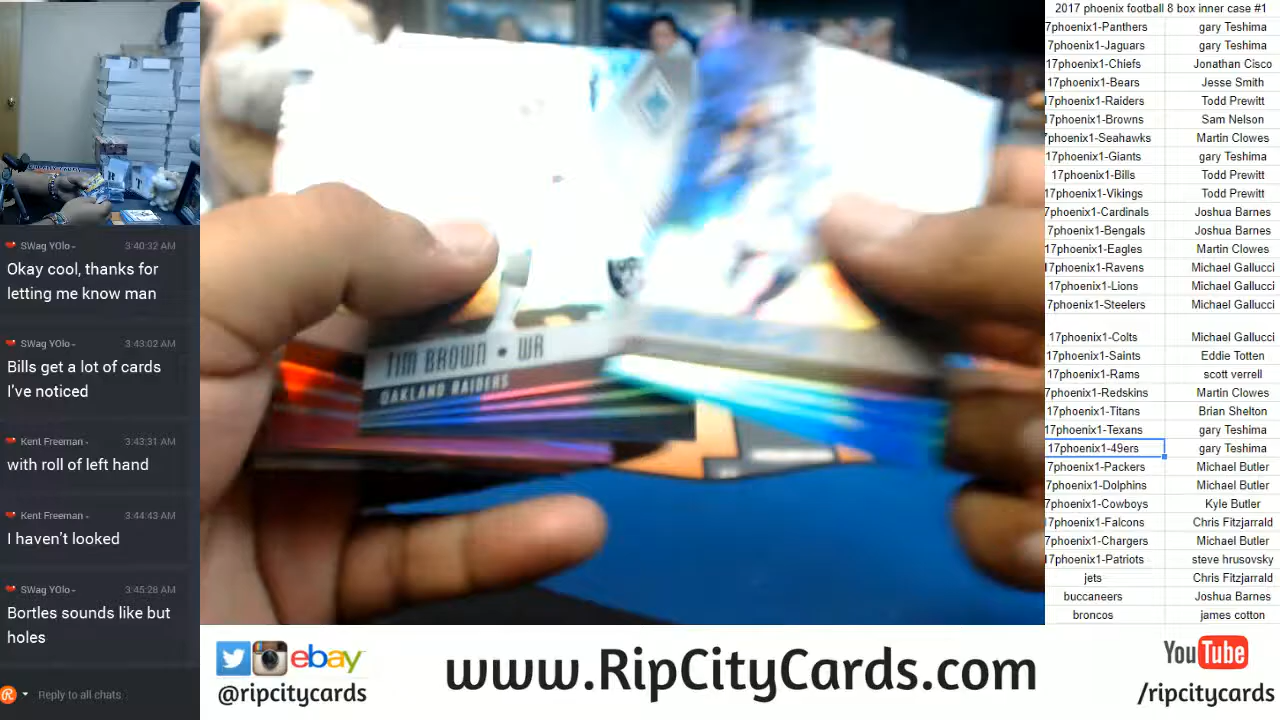 2017 phoenix football 8 box inner case #1
7phoenix1-Panthers gary Teshima
7phoenix1-Jaguars gary Teshima
17phoenix1-Chiefs Jonathan Cisco
17phoenix1-Bears Jesse Smith
17phoenix1-Raiders Todd Prewitt
17phoenix1-Browns Sam Nelson
7phoenix1-Seahawks Martin Clowes
17phoenix1-Giants gary Teshima
17phoenix1-Bills Todd Prewitt
17phoenix1-Vikings Todd Prewitt
7phoenix1-Cardinals Joshua Barnes
7phoenix1-Bengals Joshua Barnes
17phoenix1-Eagles Martin Clowes
17phoenix1-Ravens Michael Gallucci
17phoenix1-Lions Michael Gallucci
7phoenix1-Steelers Michael Gallucci
17phoenix1-Colts Michael Gallucci
17phoenix1-Saints Eddie Totten
17phoenix1-Rams scott verrell
7phoenix1-Redskins Martin Clowes
17phoenix1-Titans Brian Shelton
17phoenix1-Texans gary Teshima
17phoenix1-49ers gary Teshima
7phoenix1-Packers Michael Butler
7phoenix1-Dolphins Michael Butler
7phoenix1-Cowboys Kyle Butler
17phoenix1-Falcons Chris Fitzjarrald
17phoenix1-Chargers Michael Butler
17phoenix1-Patriots steve hrusovsky
jets Chris Fitzjarrald
buccaneers Joshua Barnes
broncos james cotton
SWag YOlo- 3:40:32 AM
Okay cool, thanks for
letting me know man
SWag YOlo- 3:43:02 AM
Bills get a lot of cards
I've noticed
Kent Freeman- 3:43:31 AM
with roll of left hand
Kent Freeman- 3:44:43 AM
I haven't looked
SWag YOlo- 3:45:28 AM
Bortles sounds like but
holes
Reply to all chats
TIM BROWN • WR
OAKLAND RAIDERS
ebay
@ripcitycards
www.RipCityCards.com
YouTube
/ripcitycards